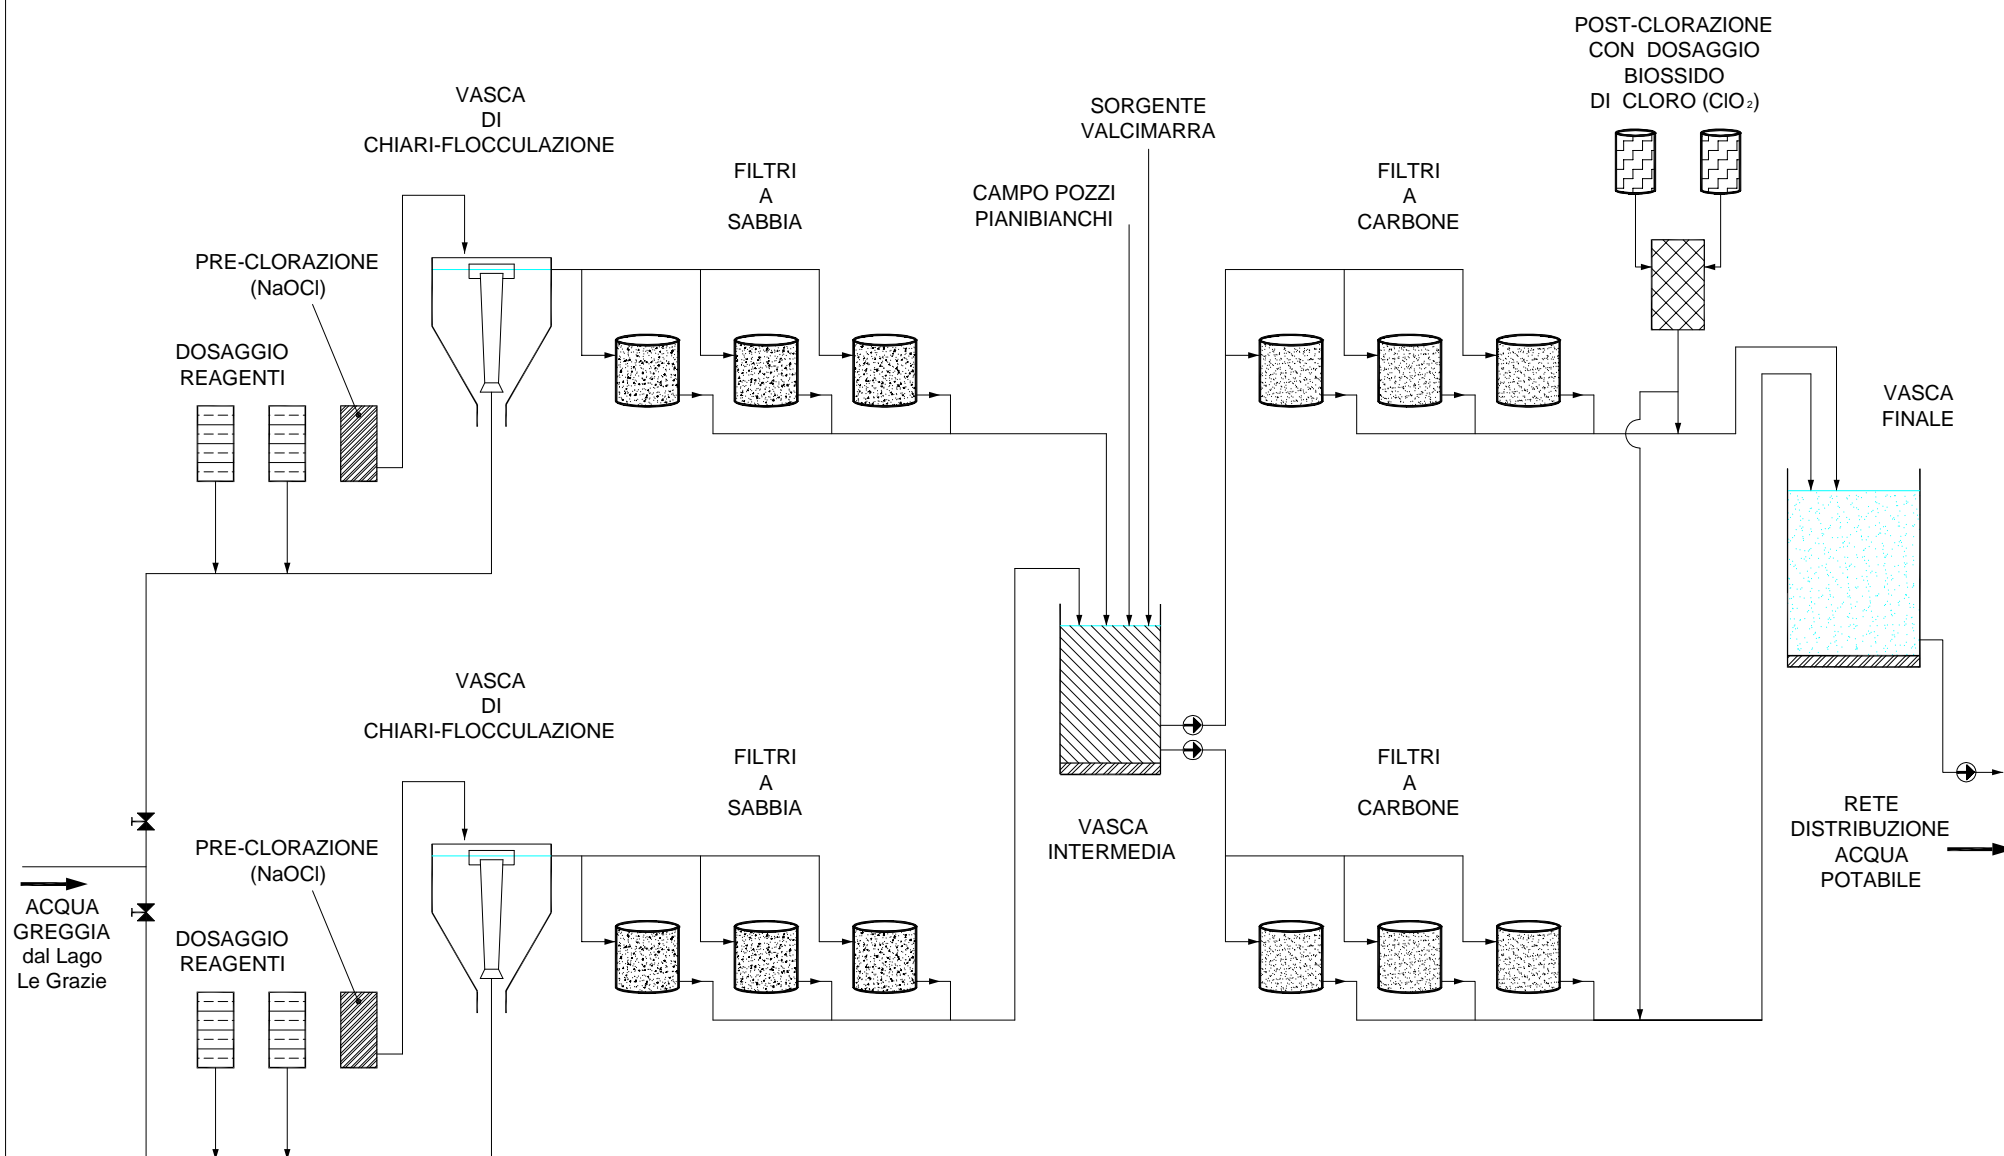 POST-CLORAZIONE
CON DOSAGGIO
BIOSSIDO
DI CLORO (ClO₂)
VASCA
DI
CHIARI-FLOCCULAZIONE
SORGENTE
VALCIMARRA
FILTRI
A
SABBIA
CAMPO POZZI
PIANIBIANCHI
FILTRI
A
CARBONE
PRE-CLORAZIONE
(NaOCl)
DOSAGGIO
REAGENTI
VASCA
FINALE
VASCA
DI
CHIARI-FLOCCULAZIONE
FILTRI
A
SABBIA
FILTRI
A
CARBONE
VASCA
INTERMEDIA
RETE
DISTRIBUZIONE
ACQUA
POTABILE
PRE-CLORAZIONE
(NaOCl)
ACQUA
GREGGIA
dal Lago
Le Grazie
DOSAGGIO
REAGENTI